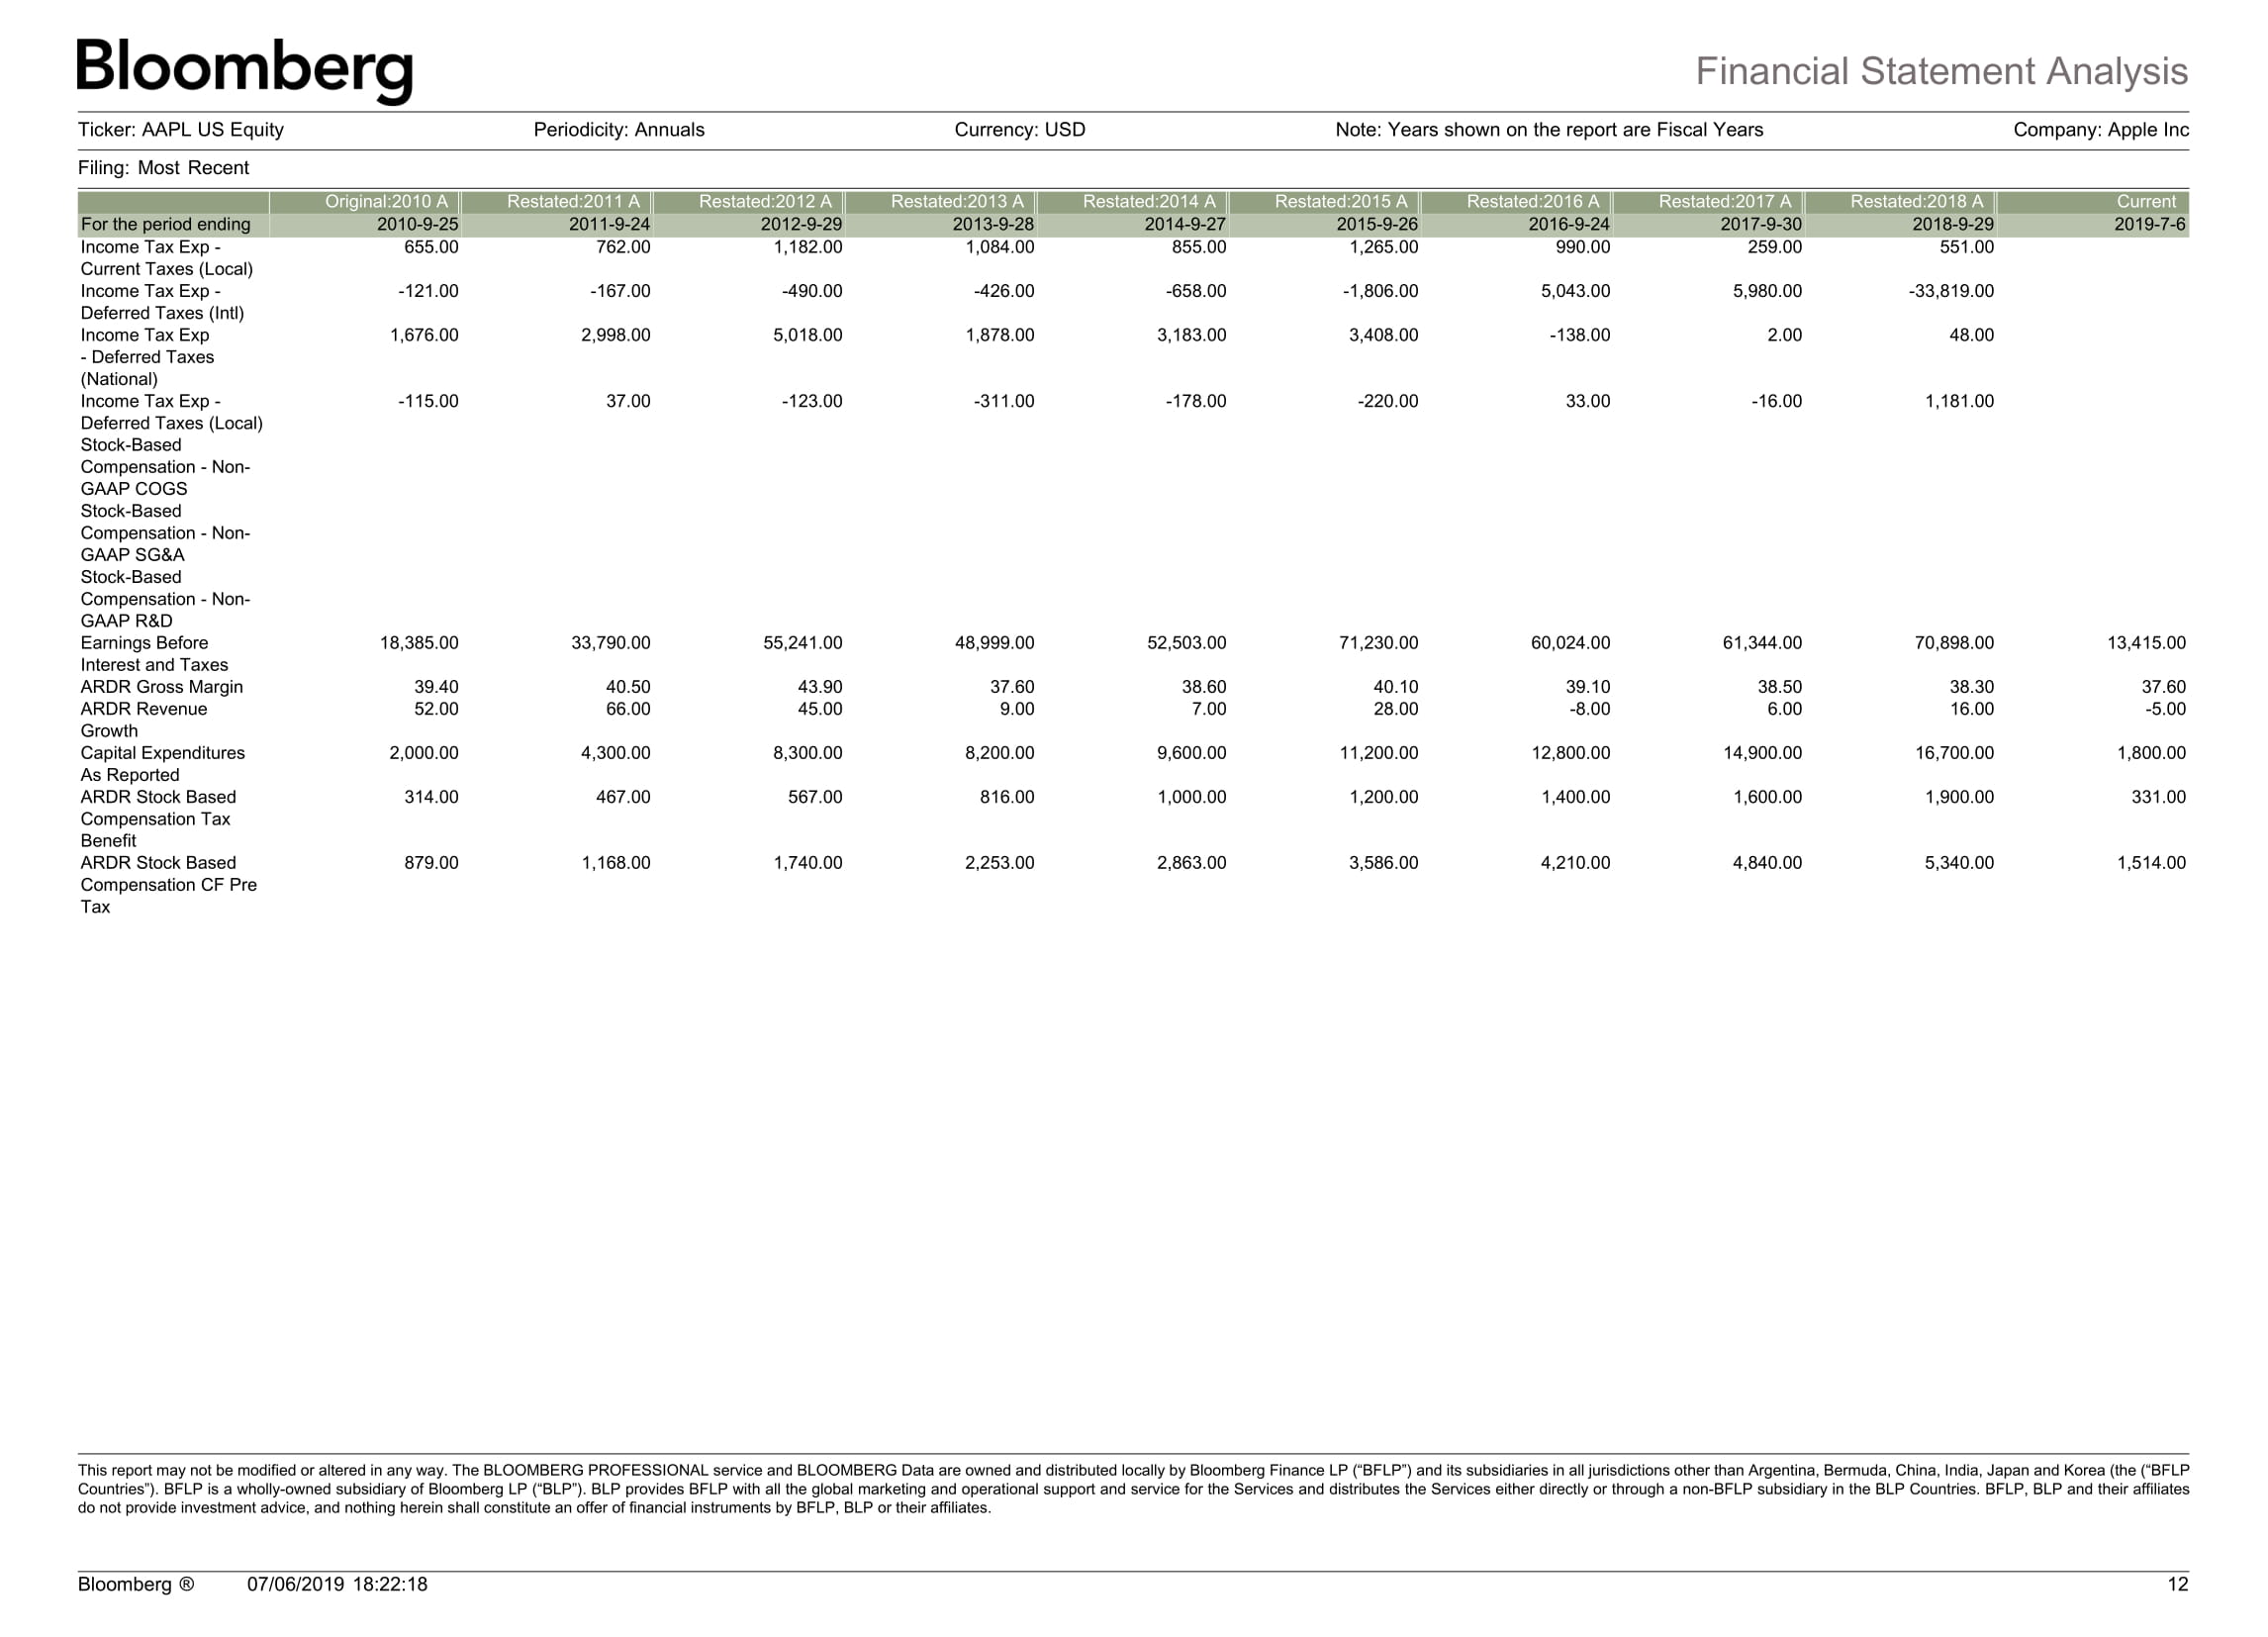 Bloomberg
Financial Statement Analysis
Ticker: AAPL US Equity Periodicity: Annuals Currency: USD Note: Years shown on the report are Fiscal Years Company: Apple Inc
Filing: Most Recent
Original:2010 A Restated:2011 A Restated:2012 A Restated:2013 A Restated:2014 A Restated:2015 A Restated:2016 A Restated:2017 A Restated:2018 A Current
For the period ending 2010-9-25 2011-9-24 2012-9-29 2013-9-28 2014-9-27 2015-9-26 2016-9-24 2017-9-30 2018-9-29 2019-7-6
Income Tax Exp - 655.00 762.00 1,182.00 1,084.00 855.00 1,265.00 990.00 259.00 551.00
Current Taxes (Local)
Income Tax Exp - -121.00 -167.00 -490.00 -426.00 -658.00 -1,806.00 5,043.00 5,980.00 -33,819.00
Deferred Taxes (Intl)
Income Tax Exp 1,676.00 2,998.00 5,018.00 1,878.00 3,183.00 3,408.00 -138.00 2.00 48.00
- Deferred Taxes
(National)
Income Tax Exp - -115.00 37.00 -123.00 -311.00 -178.00 -220.00 33.00 -16.00 1,181.00
Deferred Taxes (Local)
Stock-Based
Compensation - Non-
GAAP COGS
Stock-Based
Compensation - Non-
GAAP SG&A
Stock-Based
Compensation - Non-
GAAP R&D
Earnings Before 18,385.00 33,790.00 55,241.00 48,999.00 52,503.00 71,230.00 60,024.00 61,344.00 70,898.00 13,415.00
Interest and Taxes
ARDR Gross Margin 39.40 40.50 43.90 37.60 38.60 40.10 39.10 38.50 38.30 37.60
ARDR Revenue 52.00 66.00 45.00 9.00 7.00 28.00 -8.00 6.00 16.00 -5.00
Growth
Capital Expenditures 2,000.00 4,300.00 8,300.00 8,200.00 9,600.00 11,200.00 12,800.00 14,900.00 16,700.00 1,800.00
As Reported
ARDR Stock Based 314.00 467.00 567.00 816.00 1,000.00 1,200.00 1,400.00 1,600.00 1,900.00 331.00
Compensation Tax
Benefit
ARDR Stock Based 879.00 1,168.00 1,740.00 2,253.00 2,863.00 3,586.00 4,210.00 4,840.00 5,340.00 1,514.00
Compensation CF Pre
Tax
This report may not be modified or altered in any way. The BLOOMBERG PROFESSIONAL service and BLOOMBERG Data are owned and distributed locally by Bloomberg Finance LP (“BFLP”) and its subsidiaries in all jurisdictions other than Argentina, Bermuda, China, India, Japan and Korea (the (“BFLP
Countries”). BFLP is a wholly-owned subsidiary of Bloomberg LP (“BLP”). BLP provides BFLP with all the global marketing and operational support and service for the Services and distributes the Services either directly or through a non-BFLP subsidiary in the BLP Countries. BFLP, BLP and their affiliates
do not provide investment advice, and nothing herein shall constitute an offer of financial instruments by BFLP, BLP or their affiliates.
Bloomberg ® 07/06/2019 18:22:18 12